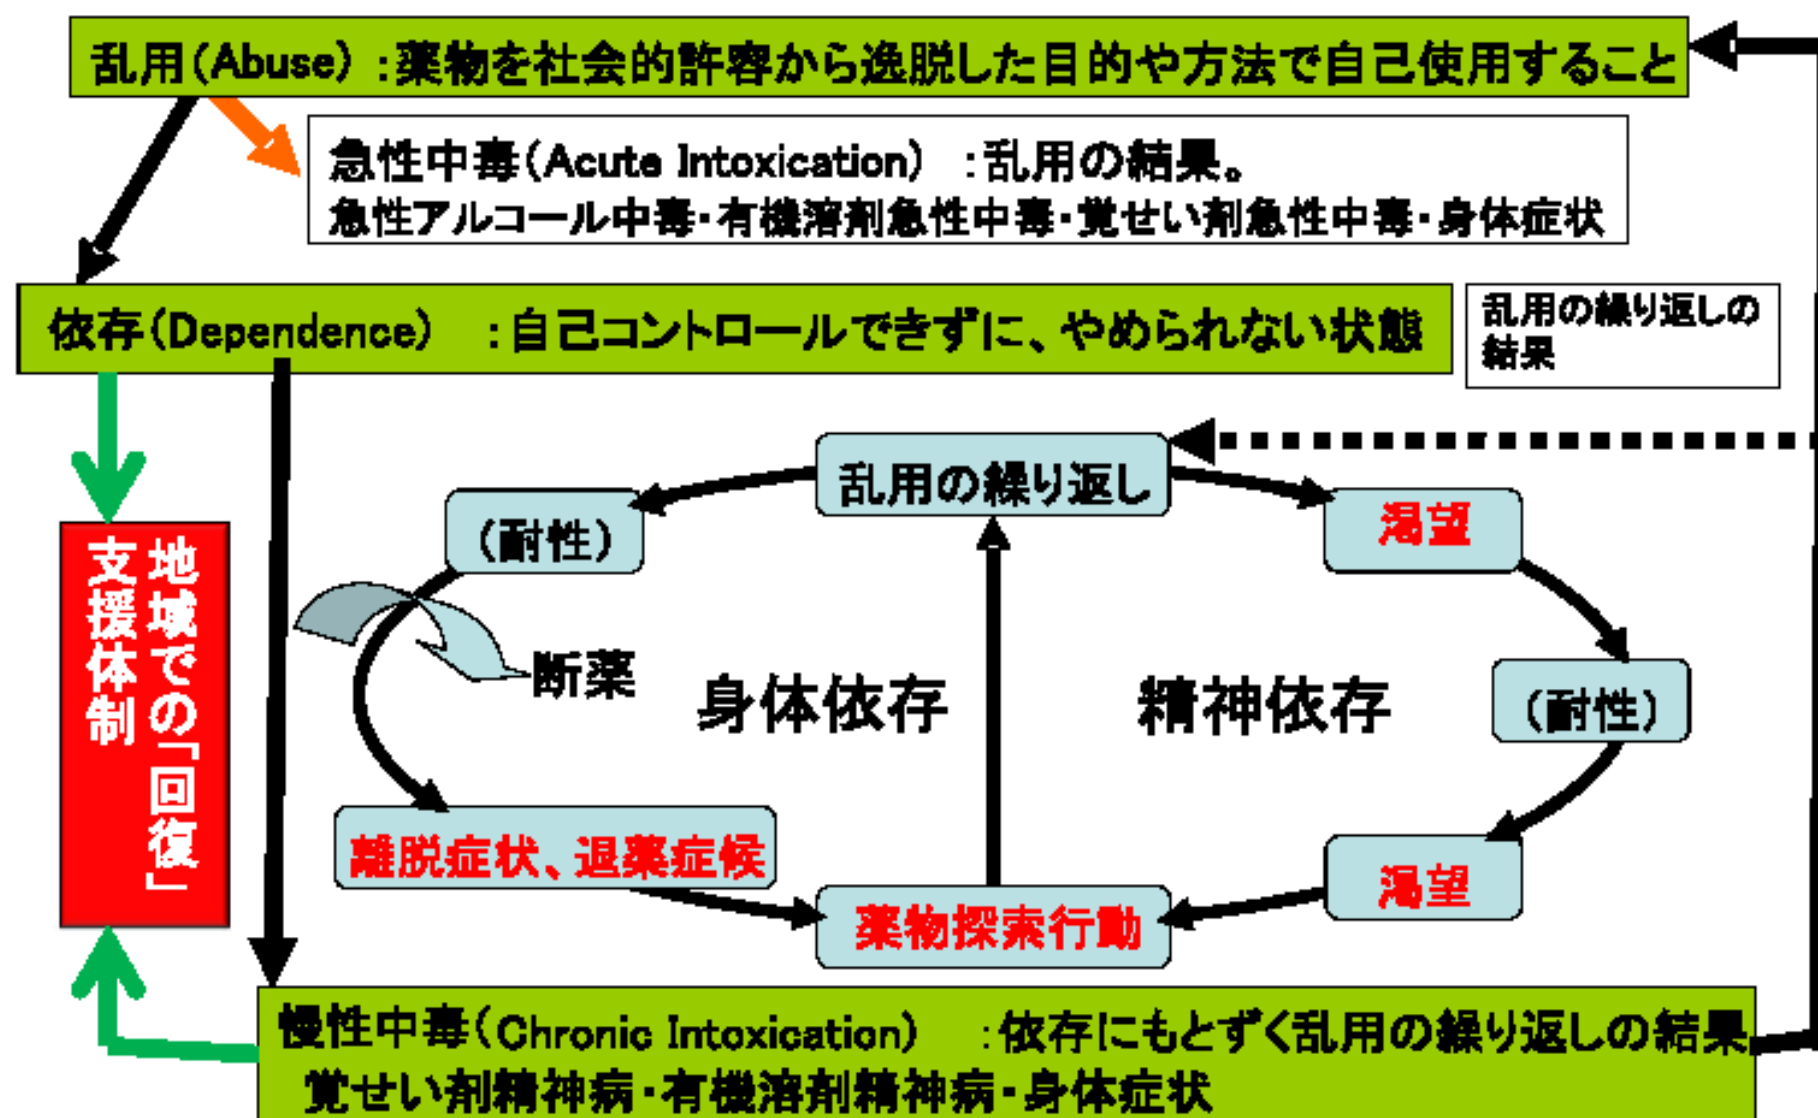 乱用(Abuse) :薬物を社会的許容から逸脱した目的や方法で自己使用すること
急性中毒(Acute Intoxication) :乱用の結果。
急性アルコール中毒・有機溶剤急性中毒・覚せい剤急性中毒・身体症状
依存(Dependence) :自己コントロールできずに、やめられない状態
乱用の繰り返しの
結果
乱用の繰り返し
(耐性)
渇望
断薬
身体依存
精神依存
(耐性)
地域での「回復」
支援体制
離脱症状、退薬症候
渇望
薬物探索行動
慢性中毒(Chronic Intoxication) :依存にもとずく乱用の繰り返しの結果
覚せい剤精神病・有機溶剤精神病・身体症状